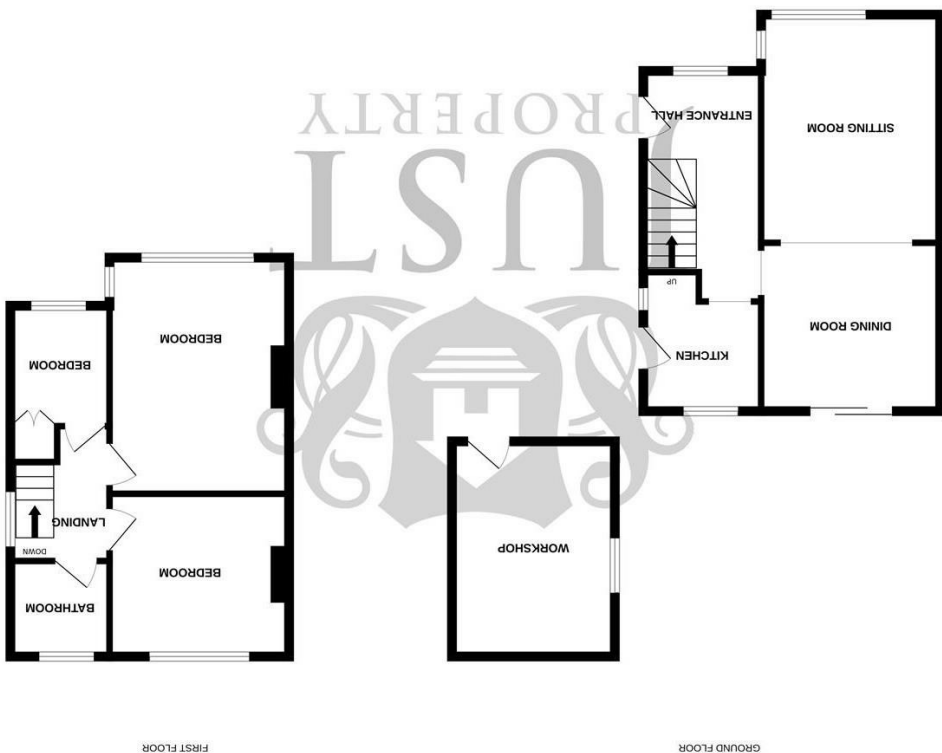 GROUND FLOOR
FIRST FLOOR
DINING ROOM
KITCHEN
UP
SITTING ROOM
ENTRANCE HALL
WORKSHOP
BEDROOM
BATHROOM
DOWN
LANDING
BEDROOM
BEDROOM
JUST
PROPERTY